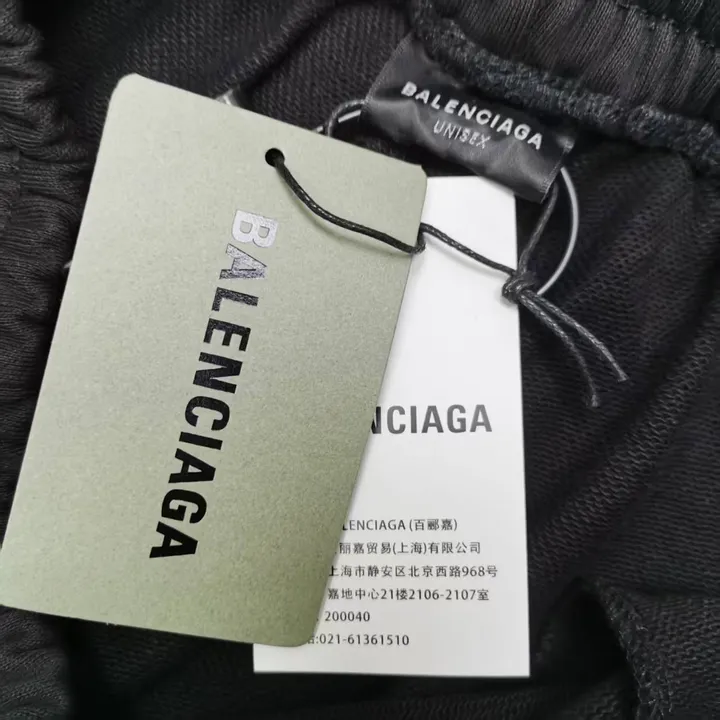 BALENCIAGA
UNISEX
BALENCIAGA
NCIAGA
LENCIAGA (百郦嘉)
丽嘉贸易(上海)有限公司
上海市静安区北京西路968号
嘉地中心21楼2106-2107室
200040
:021-61361510